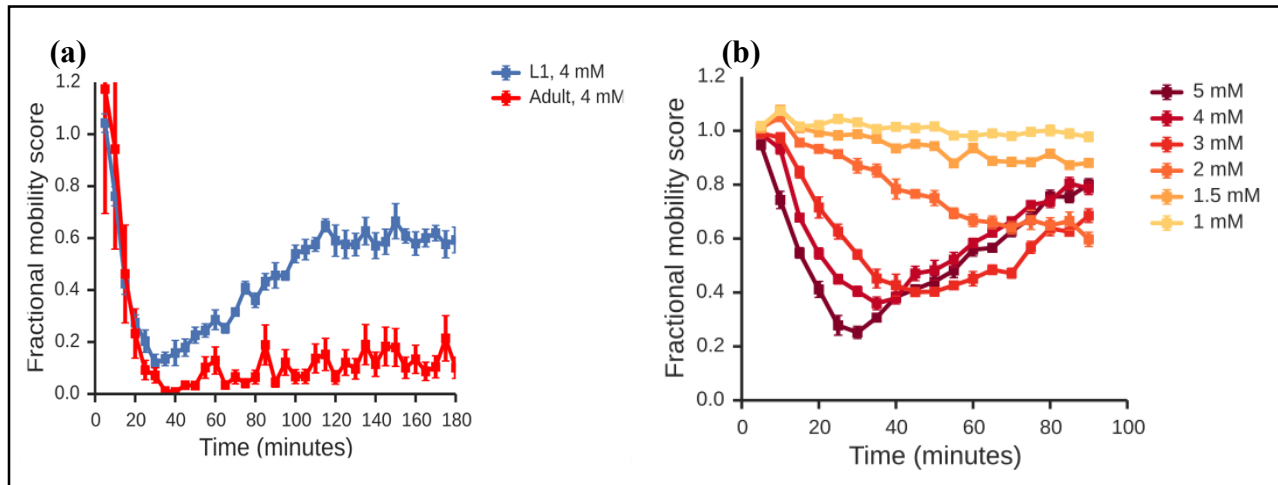 (a)
L1, 4 mM
Adult, 4 mM
1.2
1.0
0.8
0.6
0.4
0.2
0.0
Fractional mobility score
0 20 40 60 80 100 120 140 160 180
Time (minutes)
(b)
1.2
1.0
0.8
0.6
0.4
0.2
0.0
Fractional mobility score
5 mM
4 mM
3 mM
2 mM
1.5 mM
1 mM
0 20 40 60 80 100
Time (minutes)